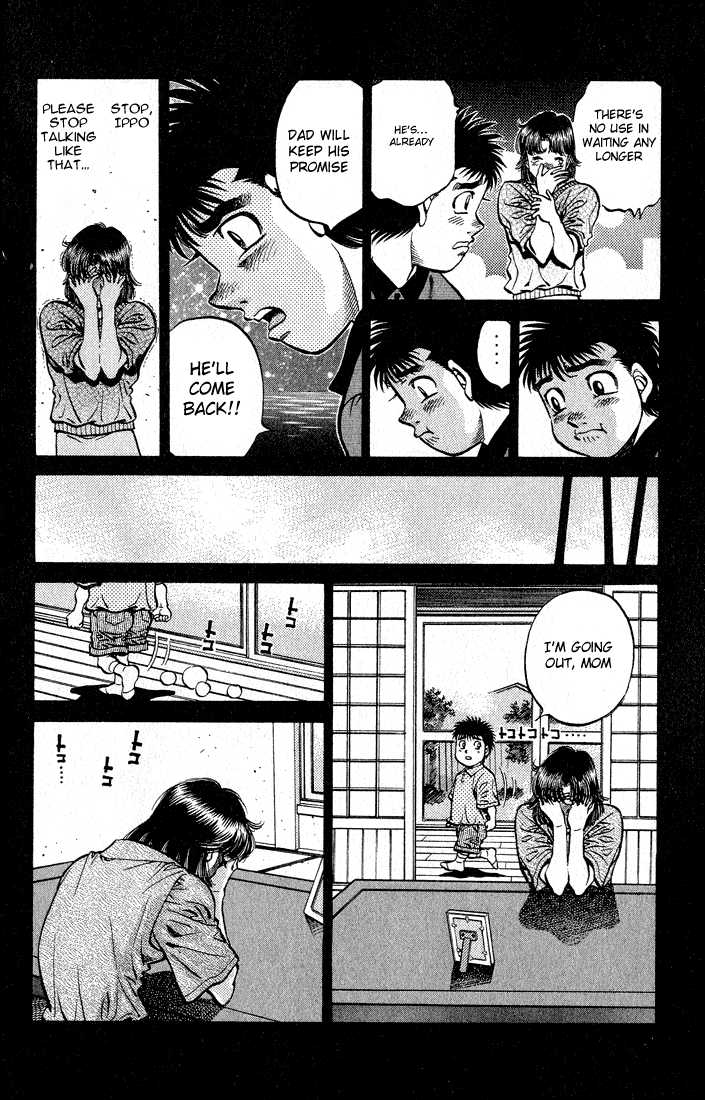 THERE'S
NO USE IN
WAITING ANY
LONGER
HE'S...
ALREADY
DAD WILL
KEEP HIS
PROMISE
HE'LL
COME
BACK!!
STOP,
IPPO
PLEASE
STOP
TALKING
LIKE
THAT...
...
I'M GOING
OUT, MOM
トコトコトコ....
トコ
トコ
トコ
トコ
トコ...